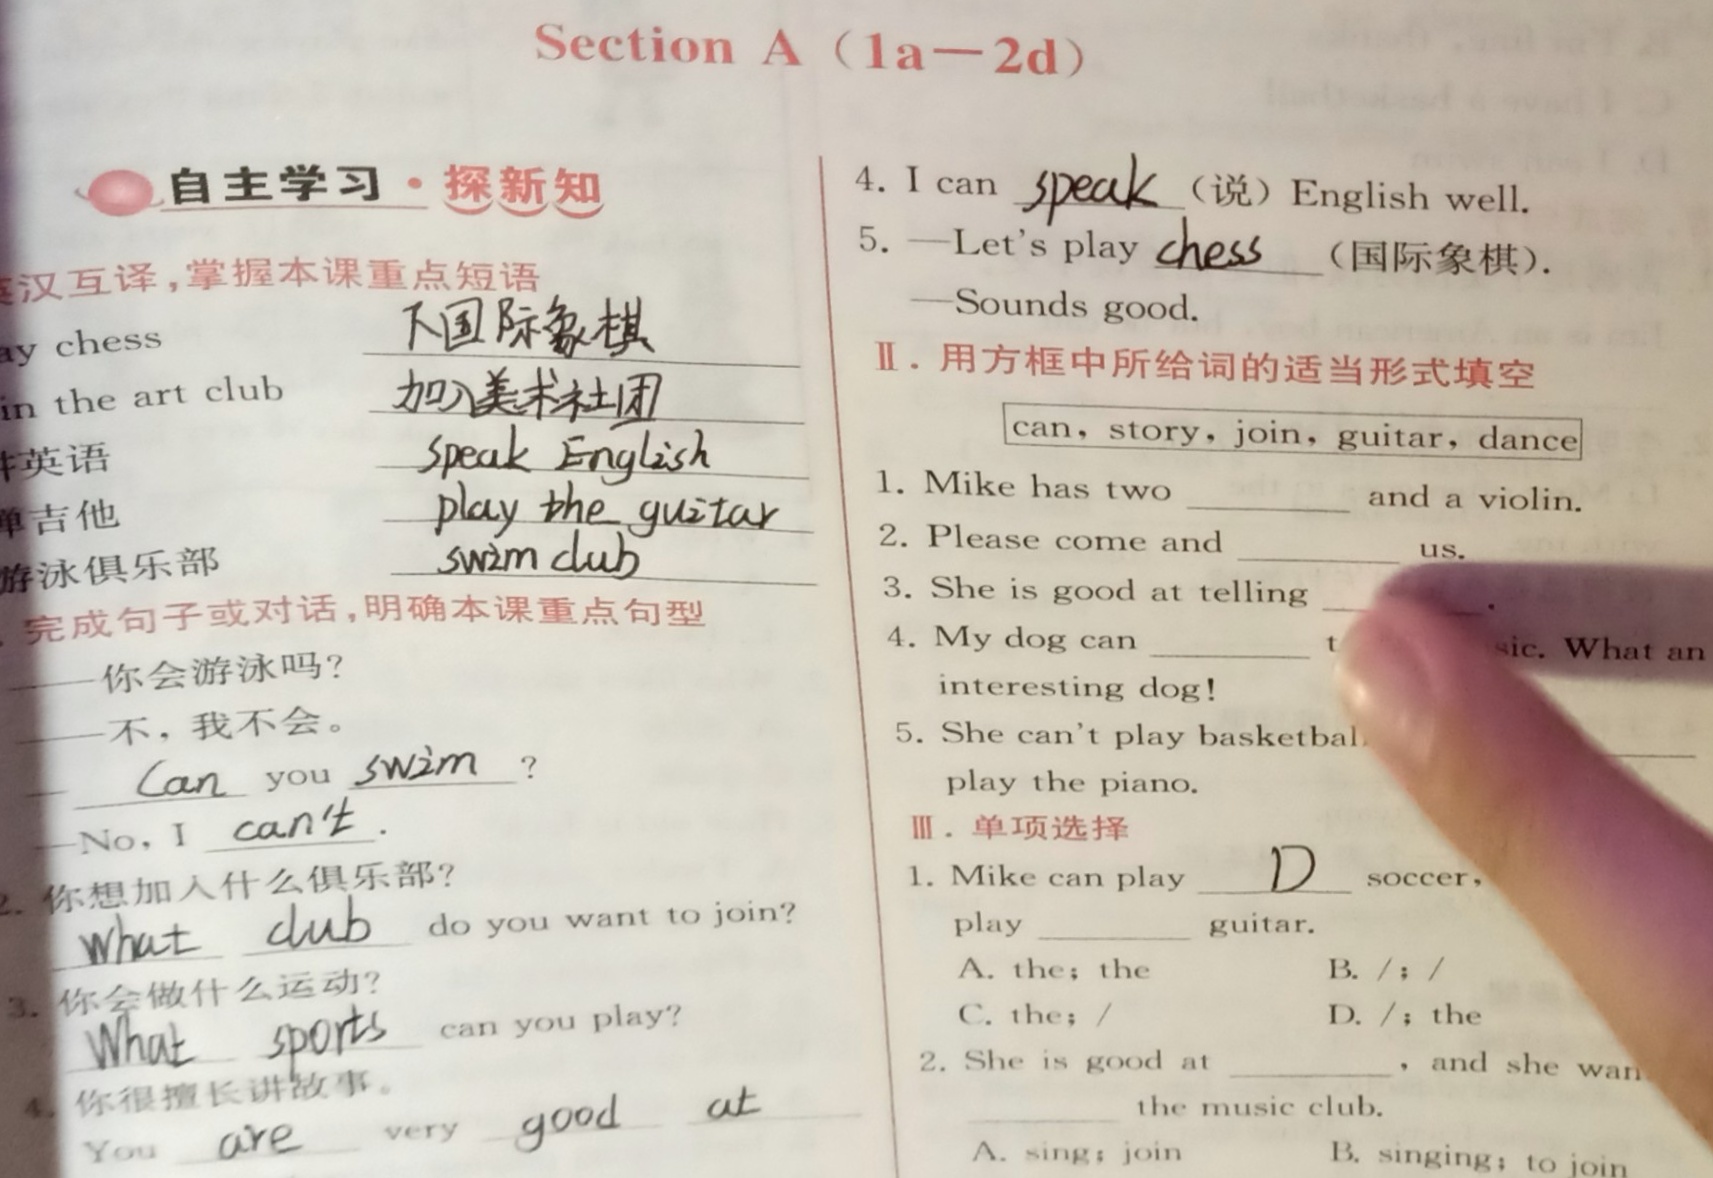 Section A (1a—2d)
自主学习·探新知
汉互译,掌握本课重点短语
chess 下国际象棋
in the art club 加入美术社团
英语 speak English
弹吉他 play the guitar
游泳俱乐部 swim club
完成句子或对话,明确本课重点句型
——你会游泳吗?
——不,我不会。
— Can you swim ?
—No, I can't .
2. 你想加入什么俱乐部?
What club do you want to join?
3. 你会做什么运动?
What sports can you play?
4. 你很擅长讲故事。
You are very good at
4. I can speak (说) English well.
5. —Let's play chess (国际象棋).
—Sounds good.
Ⅱ. 用方框中所给词的适当形式填空
can, story, join, guitar, dance
1. Mike has two ______ and a violin.
2. Please come and ______ us.
3. She is good at telling ______.
4. My dog can ______ What an
interesting dog!
5. She can't play ______
play the piano.
Ⅲ. 单项选择
1. Mike can play D soccer,
play ______ guitar.
A. the; the B. /; /
C. the; / D. /; the
2. She is good at ______, and she
______ the music club.
A. sing; join B. singing; to join